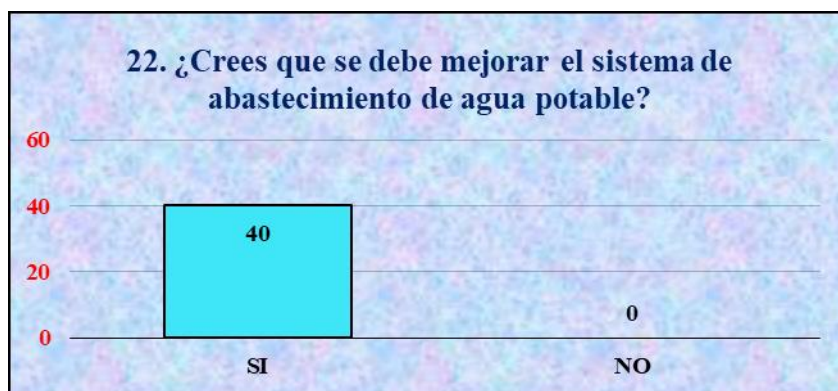 22. ¿Crees que se debe mejorar el sistema de
abastecimiento de agua potable?
60
40
20
0
40
0
SI
NO